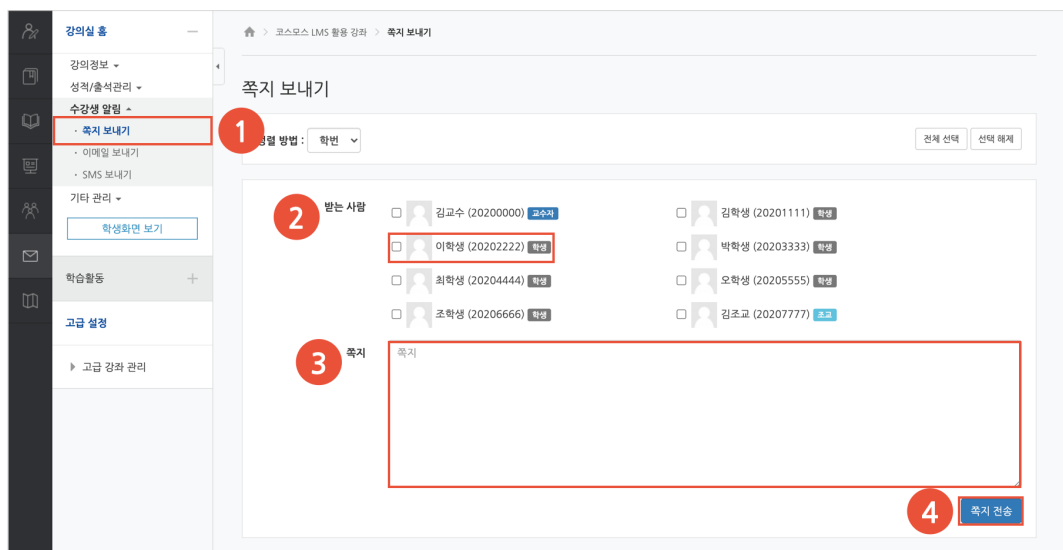 강의실 홈
강의정보
성적/출석관리
수강생 알림
· 쪽지 보내기
· 이메일 보내기
· SMS 보내기
기타 관리
학생화면 보기
학습활동
고급 설정
고급 강좌 관리
코스모스 LMS 활용 강좌 > 쪽지 보내기
쪽지 보내기
1
렬 방법 : 학번
전체 선택 선택 해제
2
받는 사람
김교수 (20200000) 교수자 김학생 (20201111) 학생
이학생 (20202222) 학생 박학생 (20203333) 학생
최학생 (20204444) 학생 오학생 (20205555) 학생
조학생 (20206666) 학생 김조교 (20207777) 조교
3
쪽지
쪽지
4
쪽지 전송